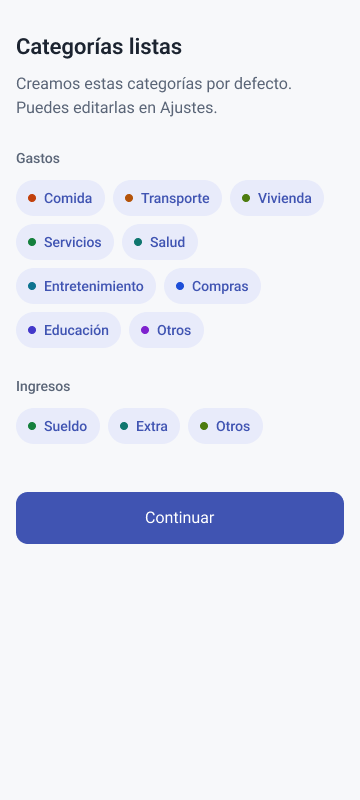 Categorías listas
Creamos estas categorías por defecto.
Puedes editarlas en Ajustes.
Gastos
Comida Transporte Vivienda
Servicios Salud
Entretenimiento Compras
Educación Otros
Ingresos
Sueldo Extra Otros
Continuar